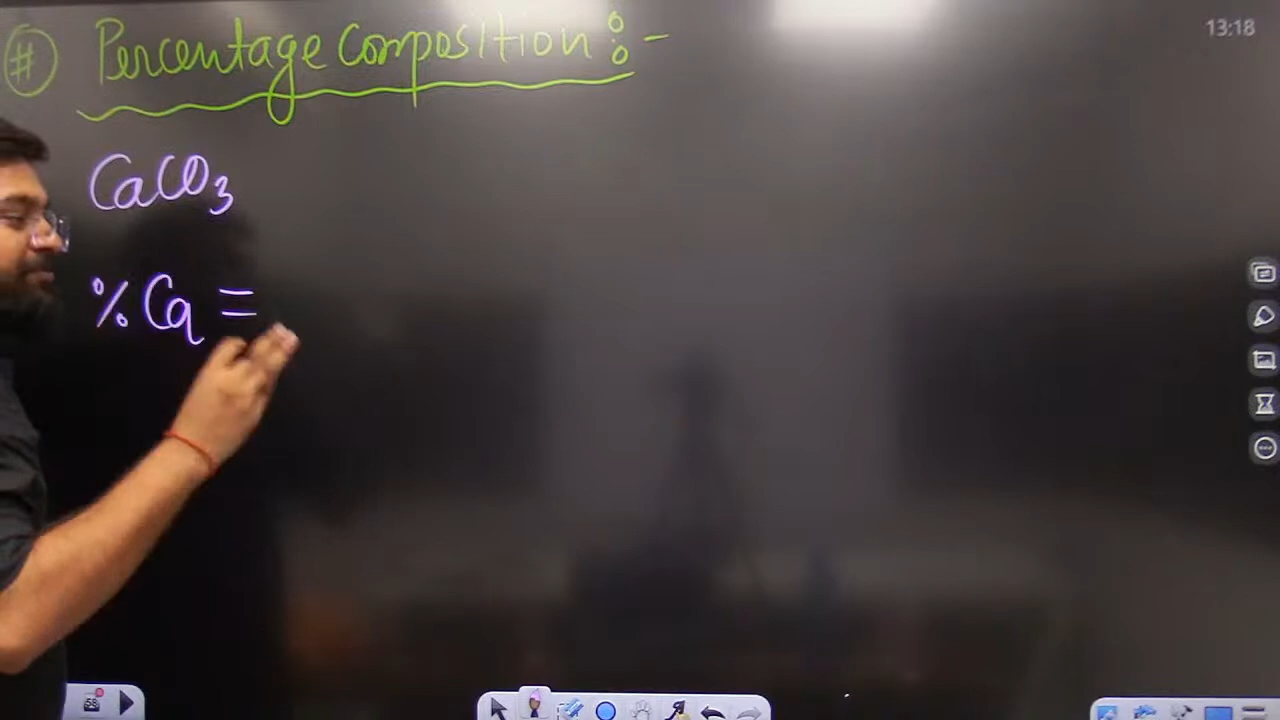 # Percentage composition :-
13:18
CaCO₃
% Ca =